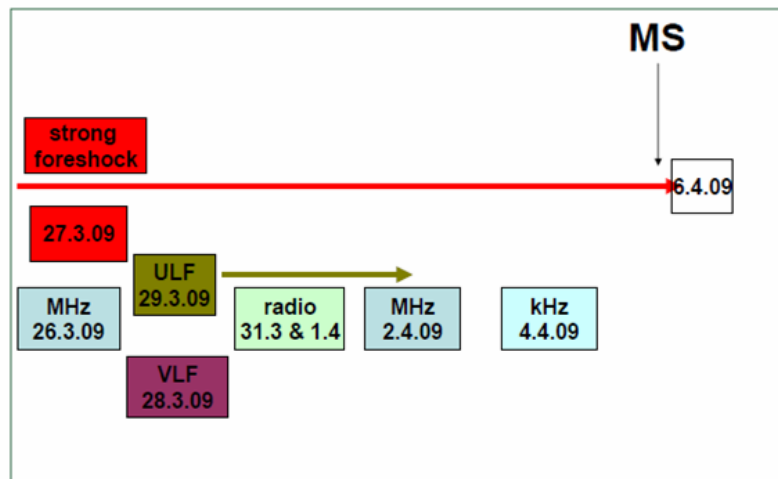 MS
strong
foreshock
6.4.09
27.3.09
ULF
29.3.09
MHz
26.3.09
radio
31.3 & 1.4
MHz
2.4.09
kHz
4.4.09
VLF
28.3.09